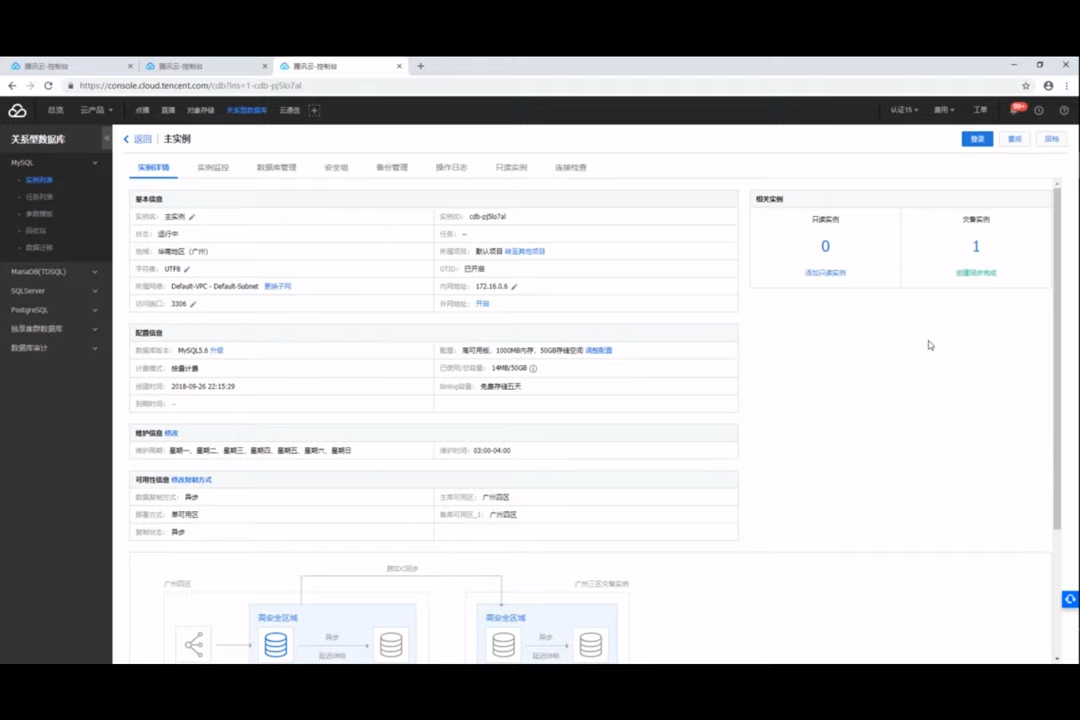 腾讯云-控制台
腾讯云-控制台
腾讯云-控制台
https://console.cloud.tencent.com/cdb?ins=1-cdb-pj5lo7al
总览 云产品 点播 直播 对象存储 关系型数据库 云通信 认证15 费用 工单 99+
关系型数据库
返回 主实例 登录 重启 回档
MySQL
实例列表
任务列表
参数模板
回收站
数据迁移
MariaDB(TDSQL)
SQLServer
PostgreSQL
独享集群数据库
数据库审计
实例详情 实例监控 数据库管理 安全组 备份管理 操作日志 只读实例 连接检查
基本信息
实例名: 主实例 实例ID: cdb-pj5lo7al
状态: 运行中 任务: --
地域: 华南地区(广州) 所属项目: 默认项目 转至其他项目
字符集: UTF8 GTID: 已开启
所属网络: Default-VPC - Default-Subnet 更换子网 内网地址: 172.16.0.6
访问端口: 3306 外网地址: 开启
相关实例
只读实例 灾备实例
0 1
添加只读实例 创建同步完成
配置信息
数据库版本: MySQL5.6 升级 配置: 高可用版,1000MB内存,50GB存储空间 调整配置
计费模式: 按量计费 已使用/总容量: 14MB/50GB
创建时间: 2018-09-26 22:15:29 Binlog容量: 免费存储五天
到期时间: --
维护信息 修改
维护周期: 星期一、星期二、星期三、星期四、星期五、星期六、星期日 维护时间: 03:00-04:00
可用性信息 修改复制方式
数据复制方式: 异步 主库可用区: 广州四区
部署方式: 单可用区 备库可用区_1: 广州四区
复制状态: 异步
跨IDC同步
广州四区 广州三区灾备实例
同安全区域 同安全区域
异步 异步